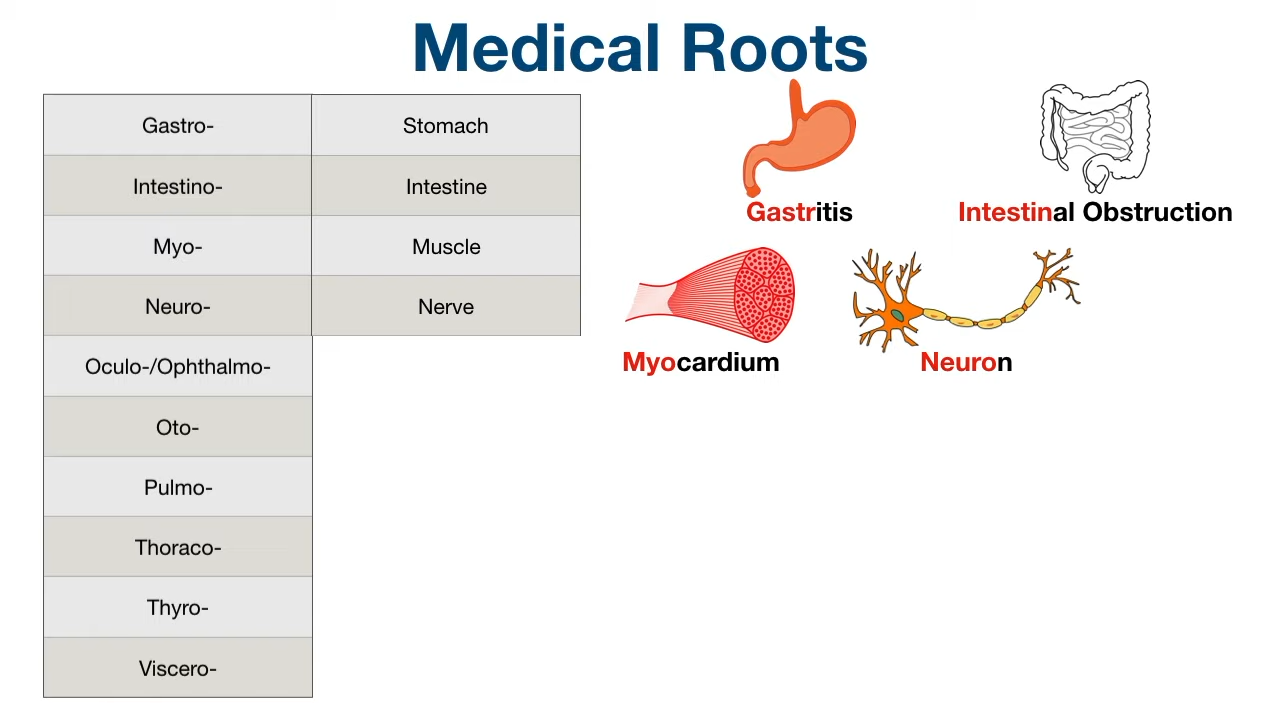 Medical Roots
Gastro- Stomach
Intestino- Intestine
Myo- Muscle
Neuro- Nerve
Oculo-/Ophthalmo-
Oto-
Pulmo-
Thoraco-
Thyro-
Viscero-
Gastritis
Intestinal Obstruction
Myocardium
Neuron